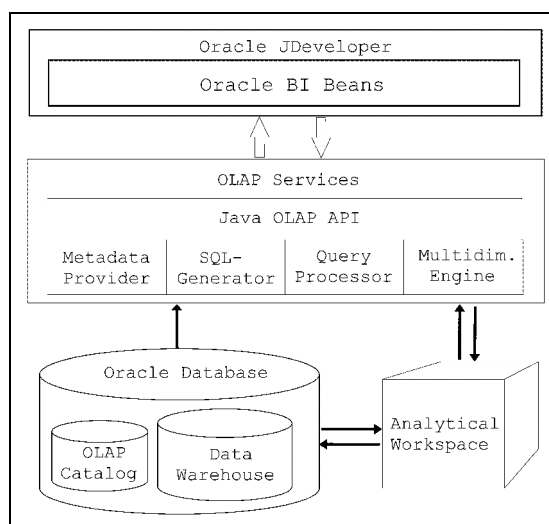 Oracle JDeveloper
Oracle BI Beans
OLAP Services
Java OLAP API
Metadata
Provider
SQL-
Generator
Query
Processor
Multidim.
Engine
Oracle Database
OLAP
Catalog
Data
Warehouse
Analytical
Workspace